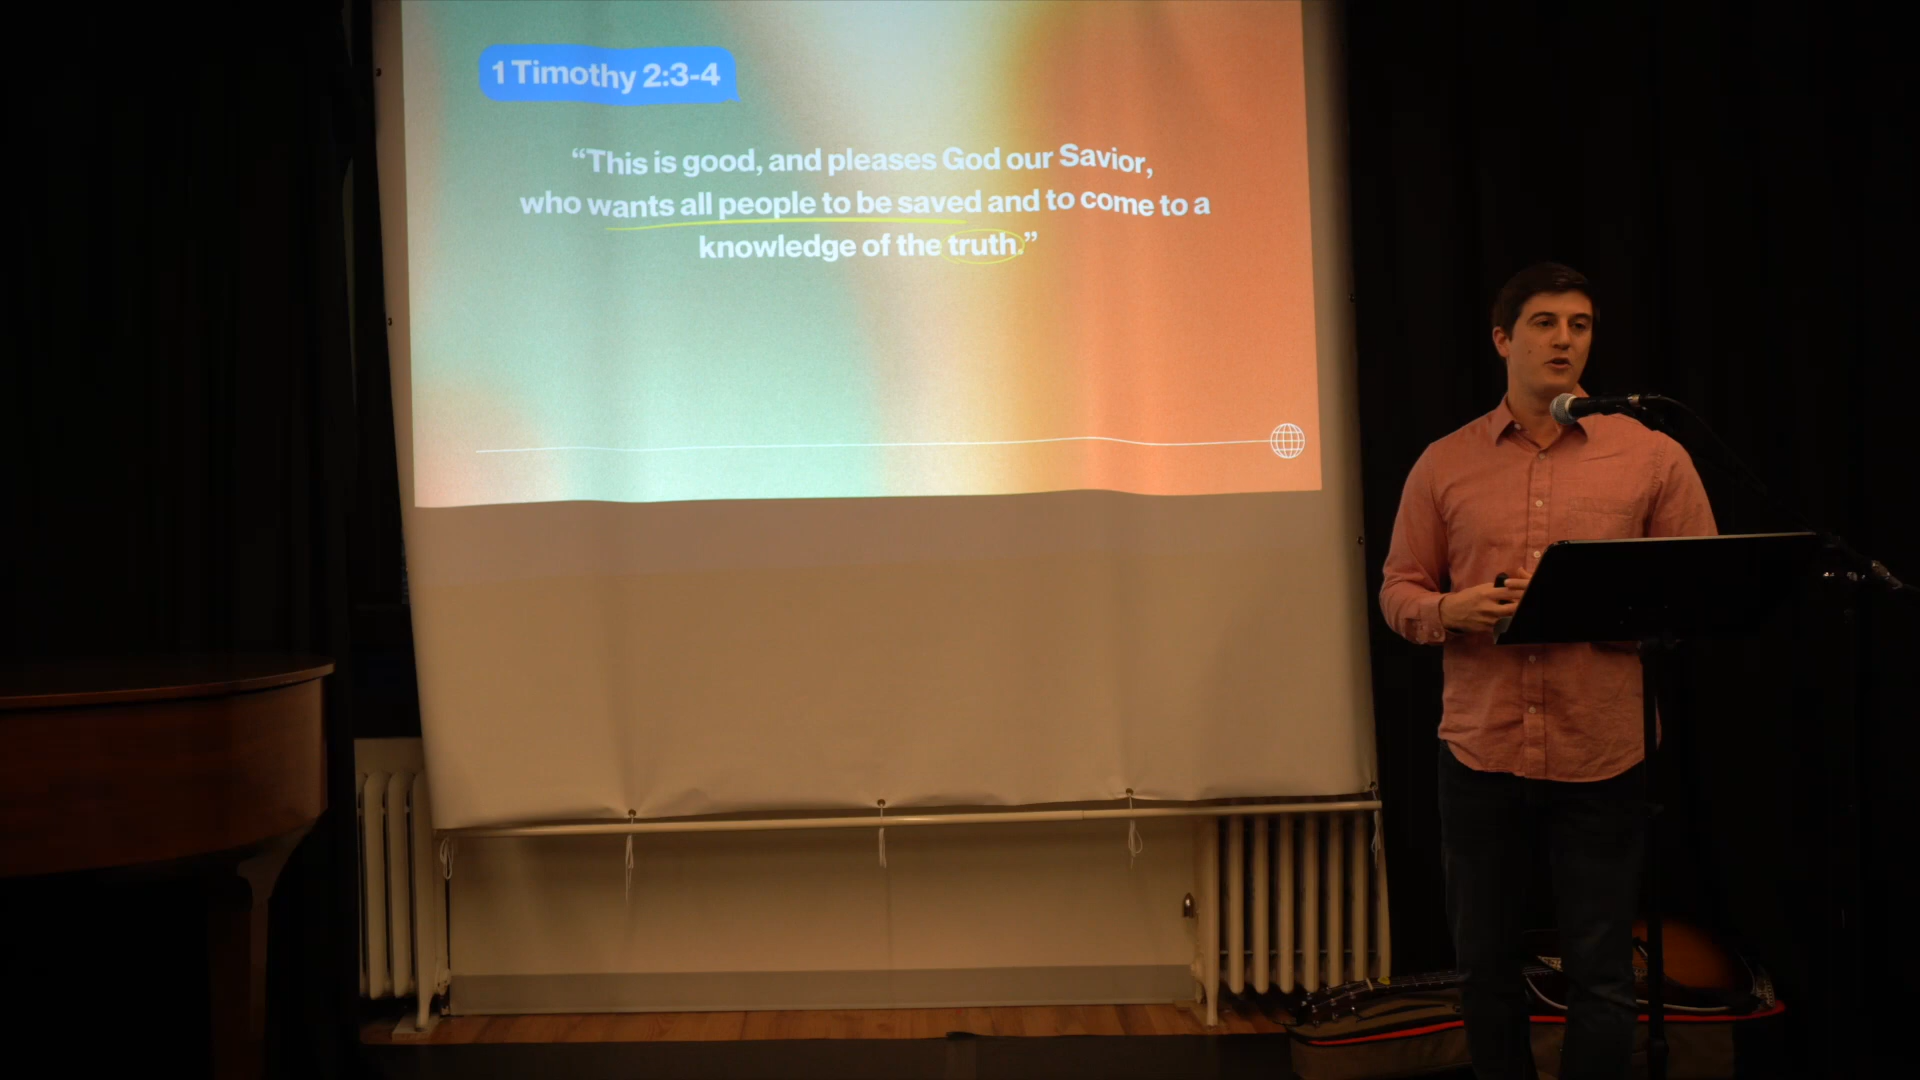 1 Timothy 2:3-4
“This is good, and pleases God our Savior,
who wants all people to be saved and to come to a
knowledge of the truth.”